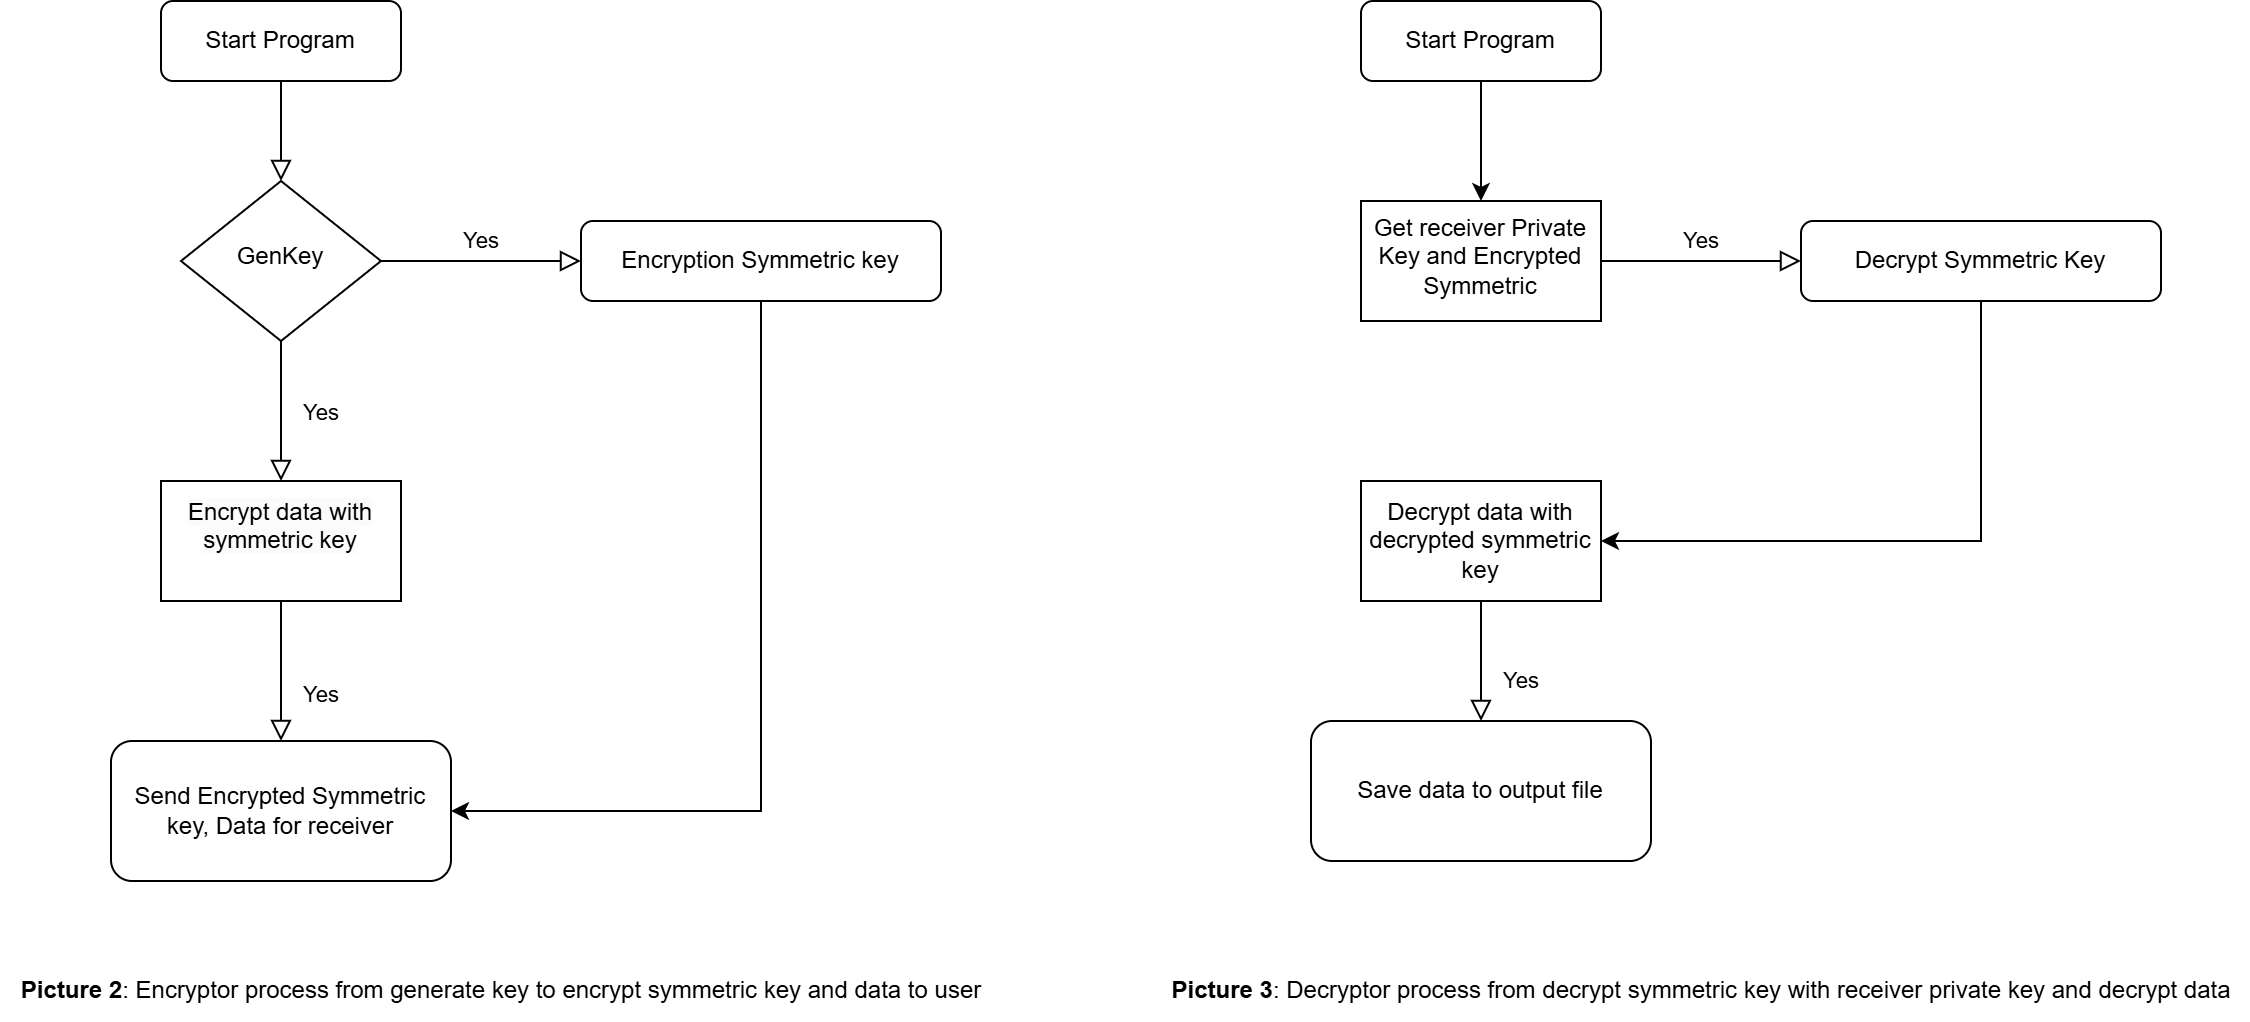 Start Program
GenKey
Yes
Encryption Symmetric key
Yes
Encrypt data with
symmetric key
Yes
Send Encrypted Symmetric
key, Data for receiver
Picture 2: Encryptor process from generate key to encrypt symmetric key and data to user
Start Program
Get receiver Private
Key and Encrypted
Symmetric
Yes
Decrypt Symmetric Key
Decrypt data with
decrypted symmetric
key
Yes
Save data to output file
Picture 3: Decryptor process from decrypt symmetric key with receiver private key and decrypt data